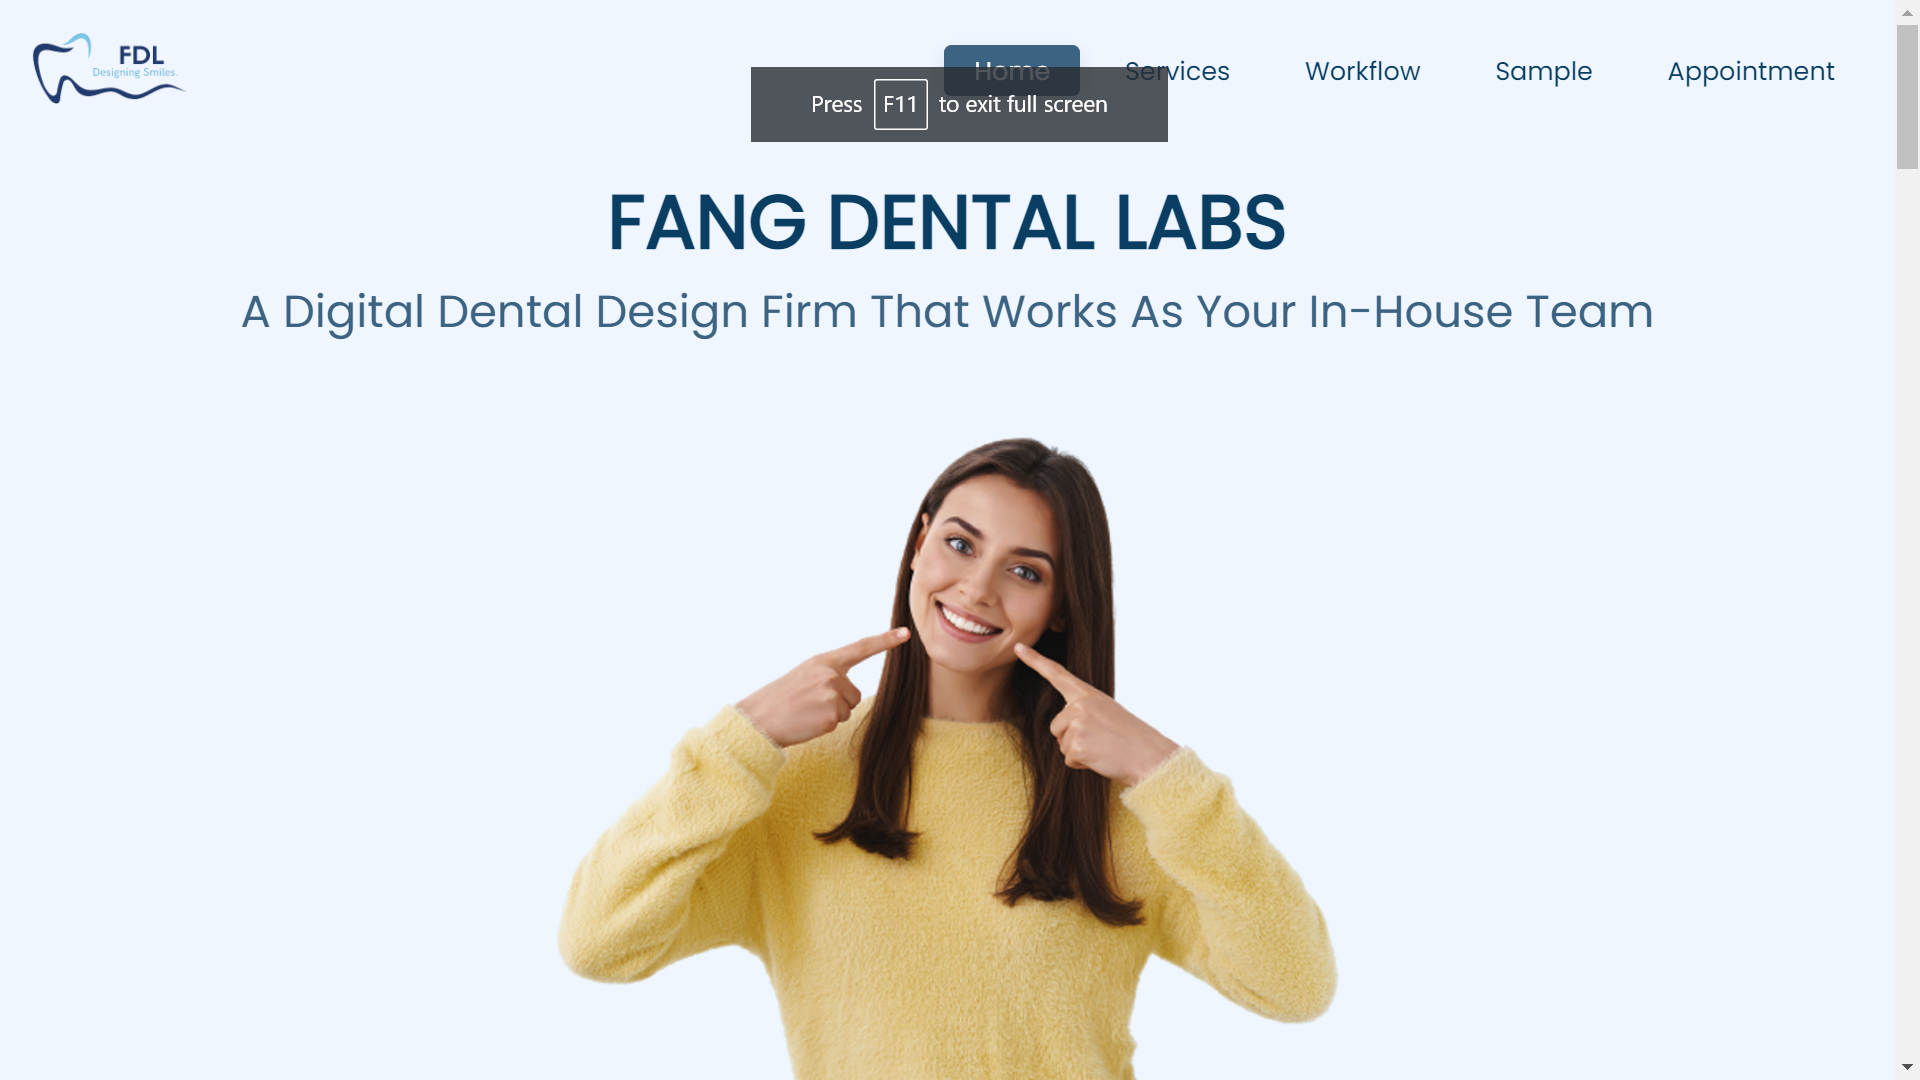 FDL
Designing Smiles.
Home
Services
Workflow
Sample
Appointment
Press F11 to exit full screen
FANG DENTAL LABS
A Digital Dental Design Firm That Works As Your In-House Team